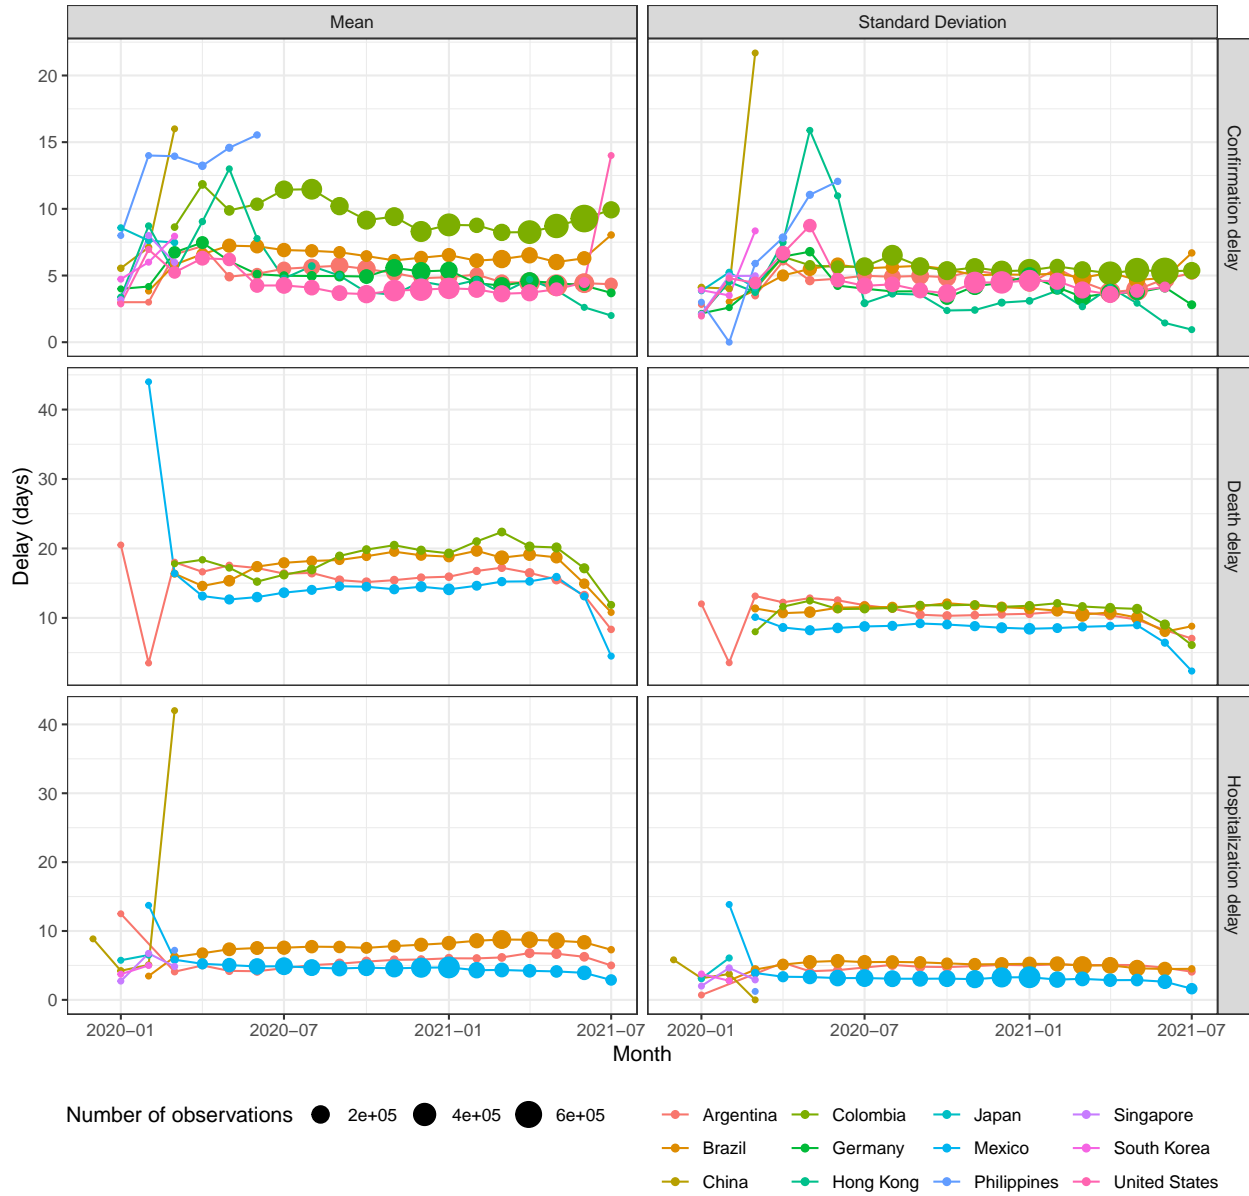 Mean
Standard Deviation
20
15
10
5
0
Confirmation delay
40
30
20
10
Death delay
40
30
20
10
0
Hospitalization delay
Delay (days)
2020−01
2020−07
2021−01
2021−07
2020−01
2020−07
2021−01
2021−07
Month
Number of observations
2e+05
4e+05
6e+05
Argentina
Colombia
Japan
Singapore
Brazil
Germany
Mexico
South Korea
China
Hong Kong
Philippines
United States